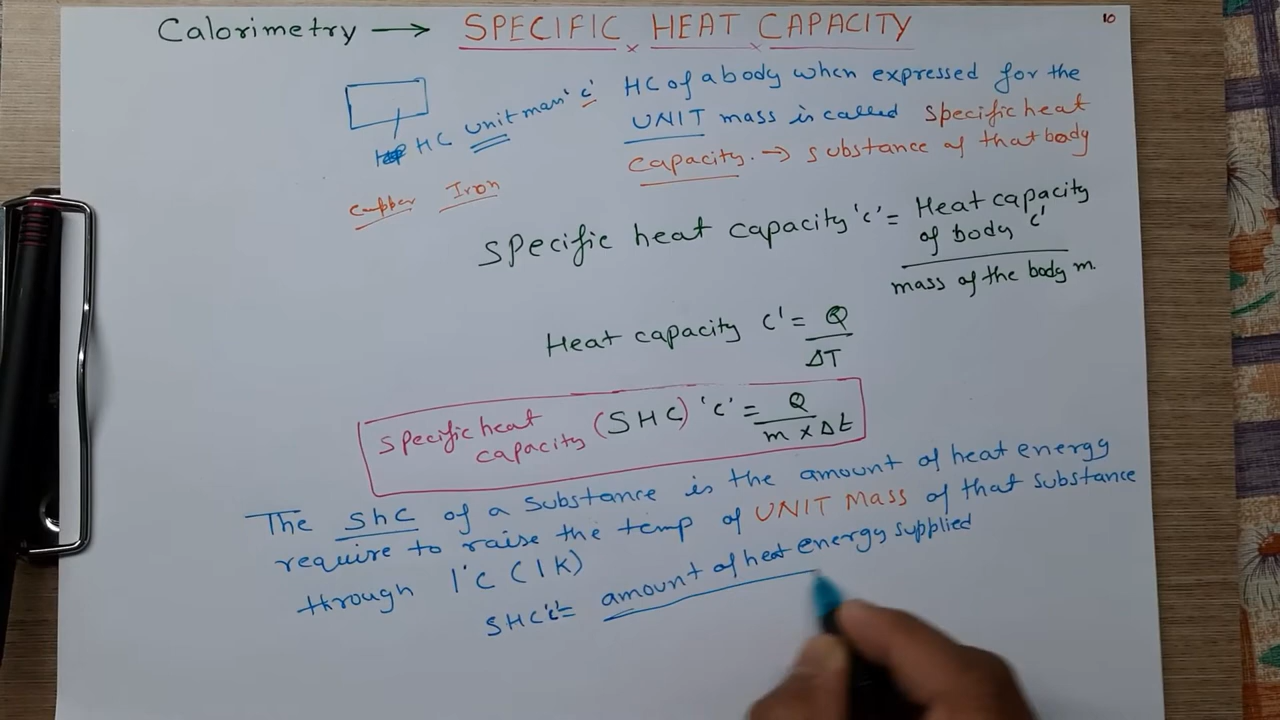 Calorimetry → SPECIFIC HEAT CAPACITY
10
HC unit mass 'c'
Copper Iron
HC of a body when expressed for the
UNIT mass is called specific heat
capacity. → substance of that body
Specific heat capacity 'c' = Heat capacity
of body c'
mass of the body m.
Heat capacity c' = Q
ΔT
Specific heat
capacity (SHC) 'c' = Q
m × Δt
The shc of a substance is the amount of heat energy
require to raise the temp of UNIT Mass of that substance
through 1°C (1K)
SHC 'c' = amount of heat energy supplied